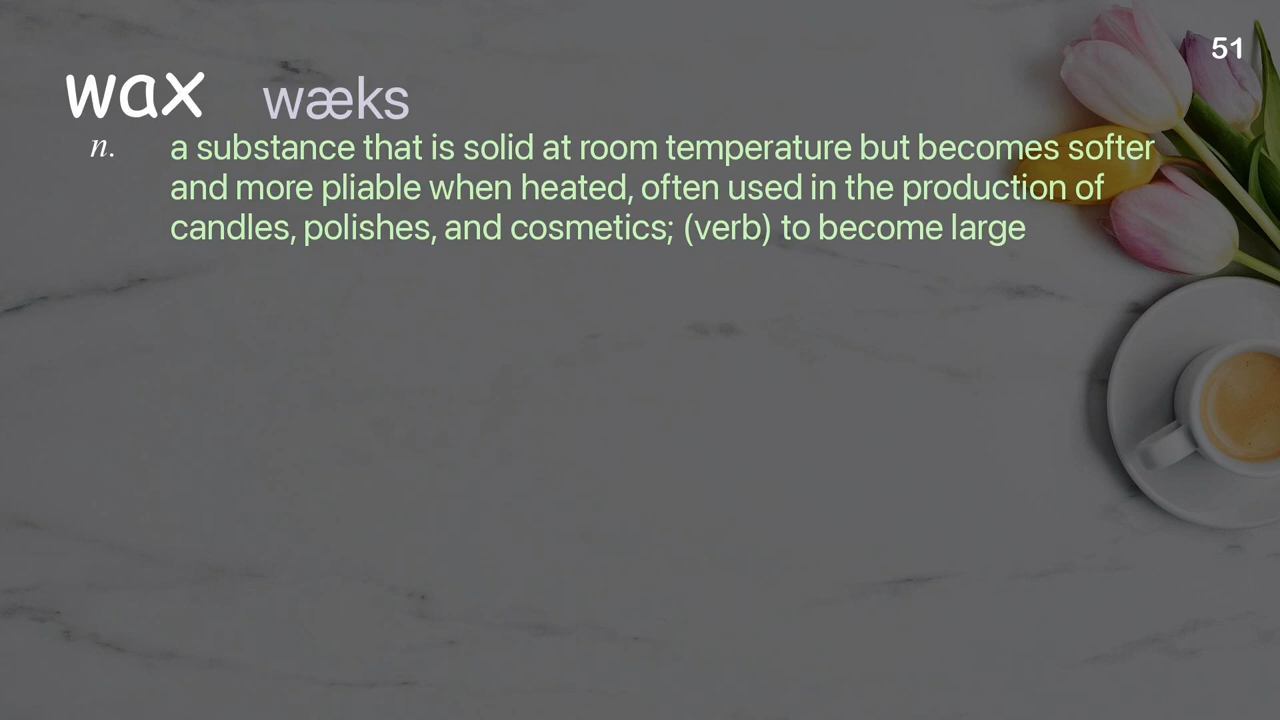 51
wax wæks
n. a substance that is solid at room temperature but becomes softer
and more pliable when heated, often used in the production of
candles, polishes, and cosmetics; (verb) to become large